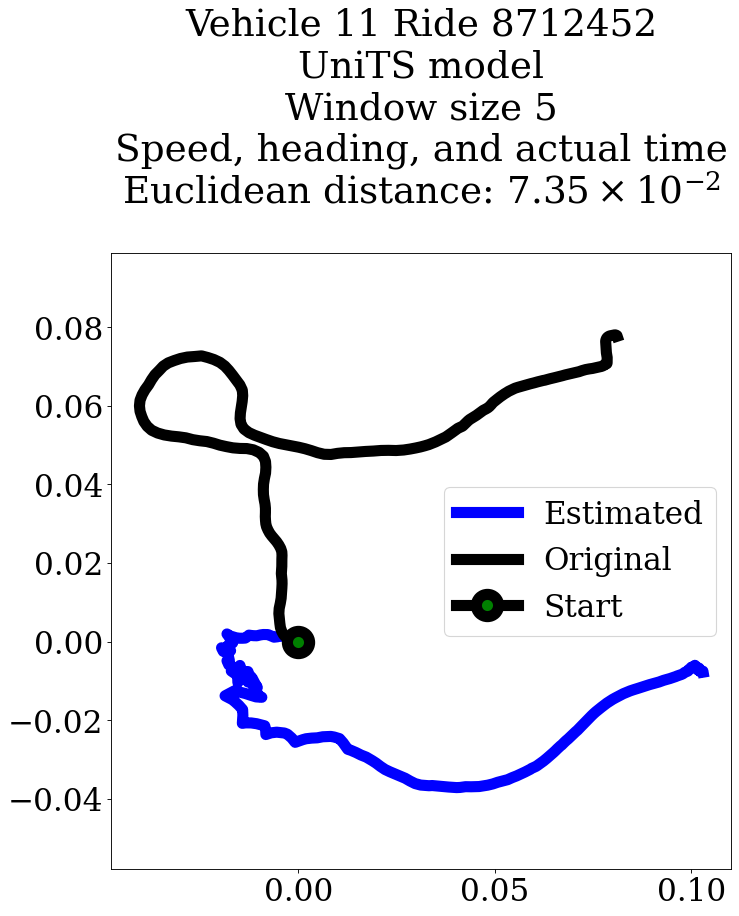 Vehicle 11 Ride 8712452
UniTS model
Window size 5
Speed, heading, and actual time
Euclidean distance: 7.35 × 10⁻²
0.08
0.06
0.04
0.02
0.00
−0.02
−0.04
Estimated
Original
Start
0.00 0.05 0.10